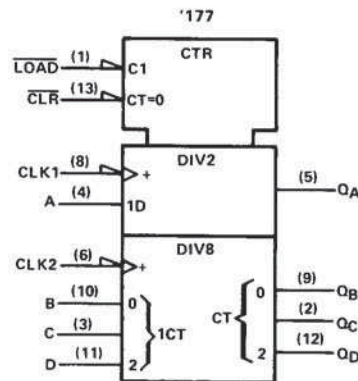 '177
CTR
LOAD (1) C1
CLR (13) CT=0
DIV2
CLK1 (8) +
A (4) 1D (5) QA
DIV8
CLK2 (6) +
B (10) 0 0 (9) QB
C (3) 1CT CT (2) QC
D (11) 2 2 (12) QD